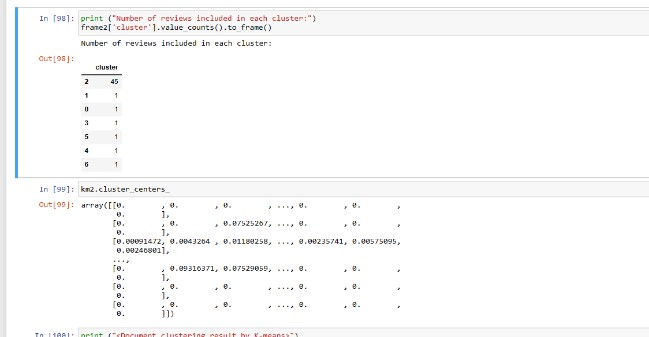 In [98]: print ("Number of reviews included in each cluster:")
frame2['cluster'].value_counts().to_frame()
Number of reviews included in each cluster:
Out[98]:
cluster
2 45
1 1
0 1
3 1
5 1
4 1
6 1
In [99]: km2.cluster_centers_
Out[99]: array([[0. , 0. , 0. , ..., 0. , 0. ,
0. ],
[0. , 0. , 0.07525267, ..., 0. , 0. ,
0. ],
[0.00091472, 0.0043264 , 0.01180258, ..., 0.00235741, 0.00575095,
0.00246801],
...,
[0. , 0.09316371, 0.07529059, ..., 0. , 0. ,
0. ],
[0. , 0. , 0. , ..., 0. , 0. ,
0. ],
[0. , 0. , 0. , ..., 0. , 0. ,
0. ]])
In [100]: print ("<Document clustering result by K-means>")